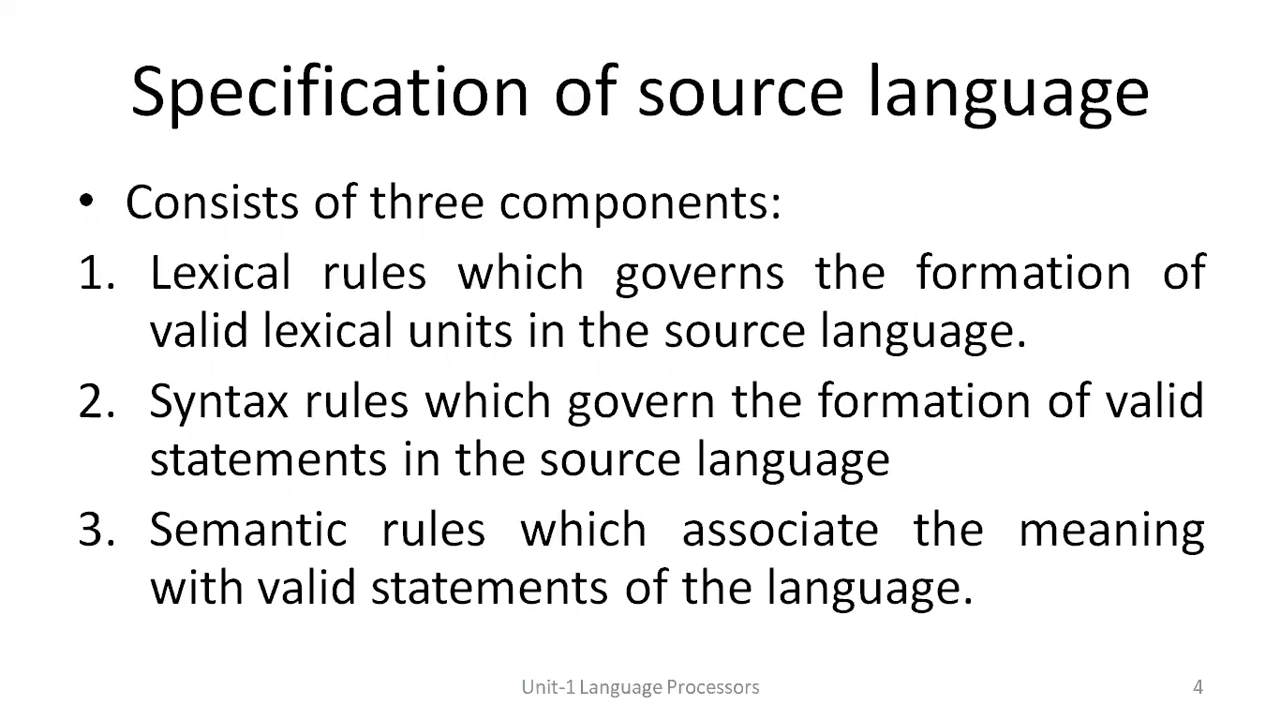 Specification of source language
• Consists of three components:
1. Lexical rules which governs the formation of
valid lexical units in the source language.
2. Syntax rules which govern the formation of valid
statements in the source language
3. Semantic rules which associate the meaning
with valid statements of the language.
Unit-1 Language Processors
4